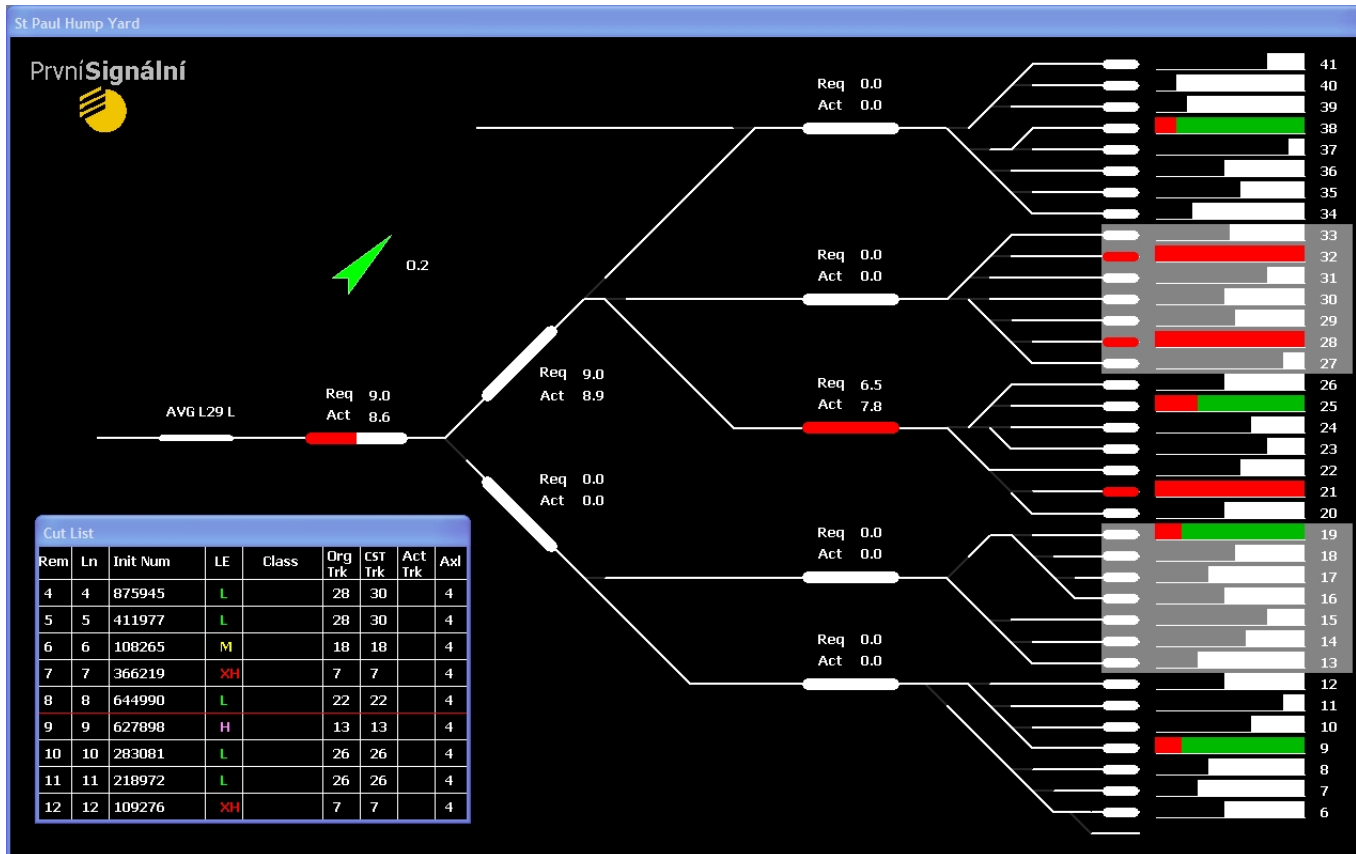 St Paul Hump Yard
PrvníSignální
Req 0.0
Act 0.0
41
40
39
38
37
36
35
34
0.2
Req 0.0
Act 0.0
33
32
31
30
29
28
27
AVG L29 L
Req 9.0
Act 8.6
Req 9.0
Act 8.9
Req 6.5
Act 7.8
26
25
24
23
22
21
20
Req 0.0
Act 0.0
Req 0.0
Act 0.0
19
18
17
16
15
14
13
Req 0.0
Act 0.0
12
11
10
9
8
7
6
Cut List
Rem Ln Init Num LE Class Org Trk CST Trk Act Trk Axl
4 4 875945 L 28 30 4
5 5 411977 L 28 30 4
6 6 108265 M 18 18 4
7 7 366219 XH 7 7 4
8 8 644990 L 22 22 4
9 9 627898 H 13 13 4
10 10 283081 L 26 26 4
11 11 218972 L 26 26 4
12 12 109276 XH 7 7 4